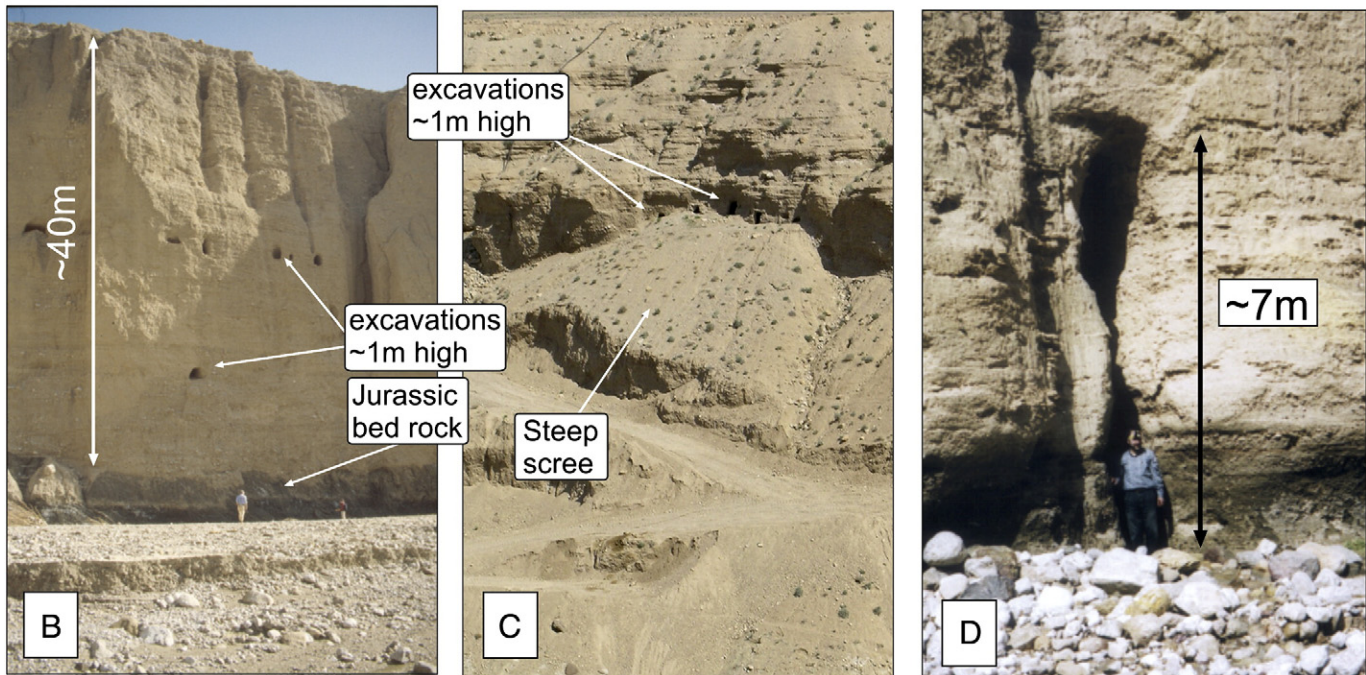 ~40m
excavations
~1m high
Jurassic
bed rock
B
excavations
~1m high
Steep
scree
C
~7m
D